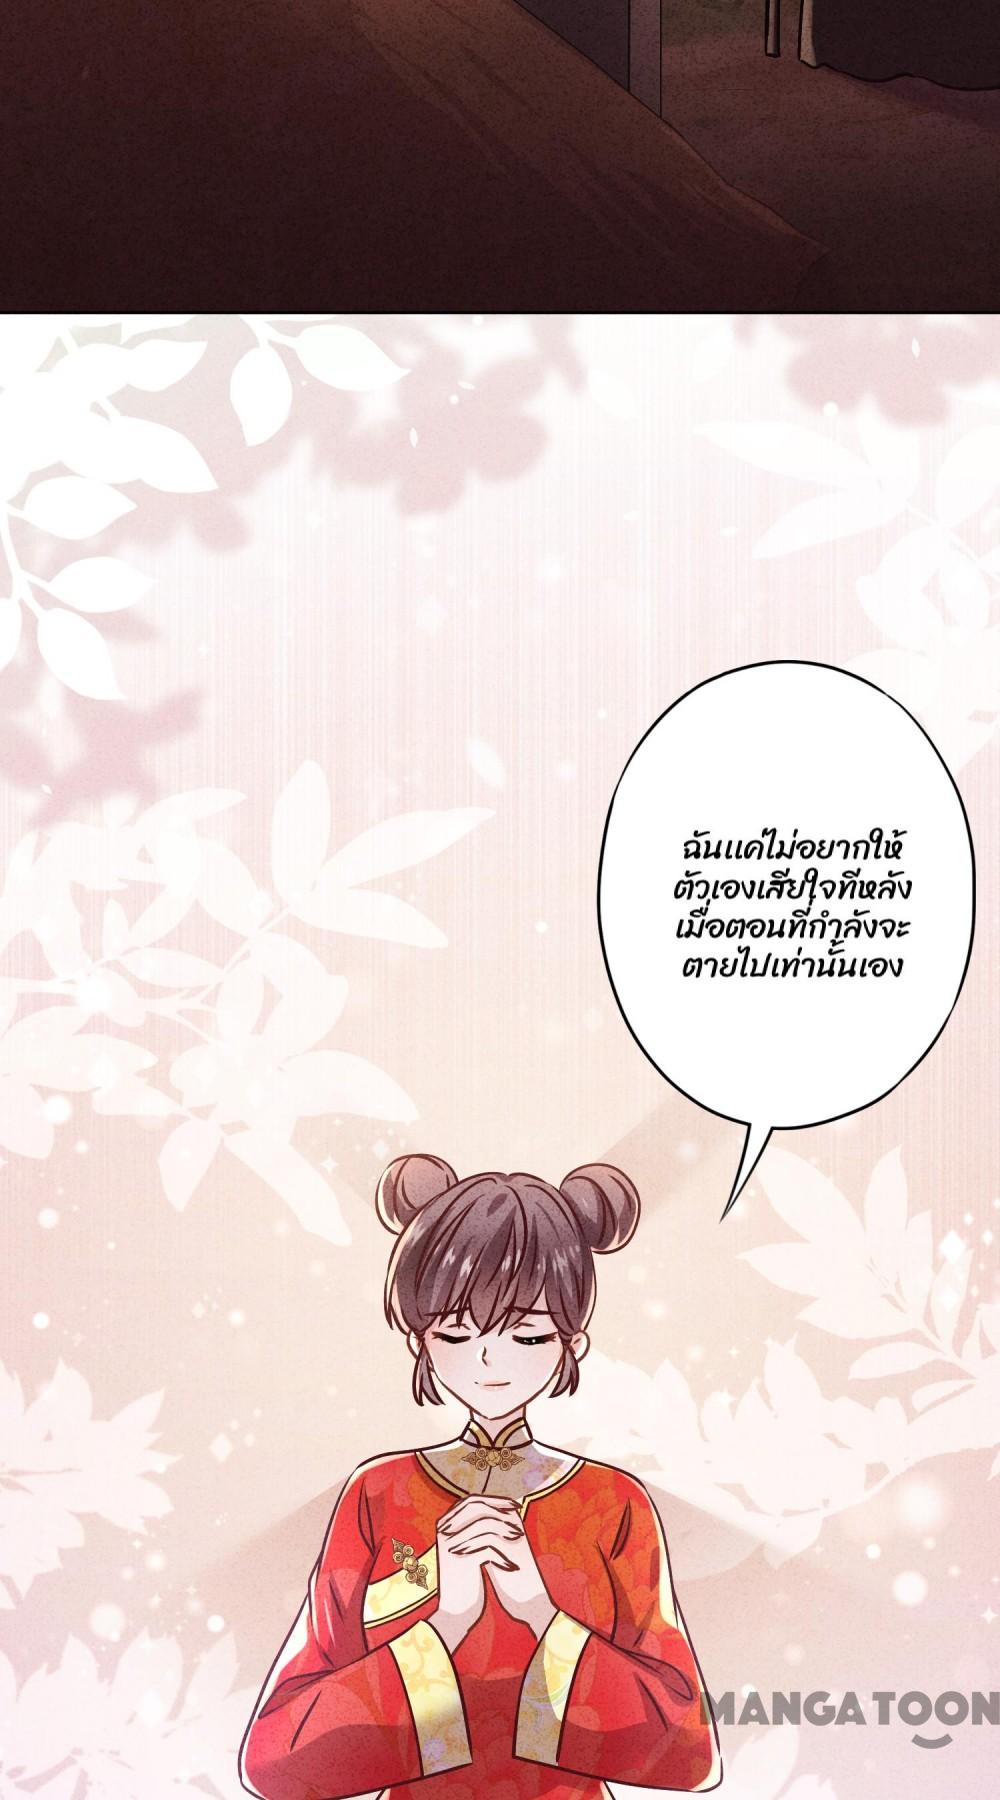 ฉันแค่ไม่อยากให้
ตัวเองเสียใจทีหลัง
เมื่อตอนที่กำลังจะ
ตายไปเท่านั้นเอง
MANGATOON